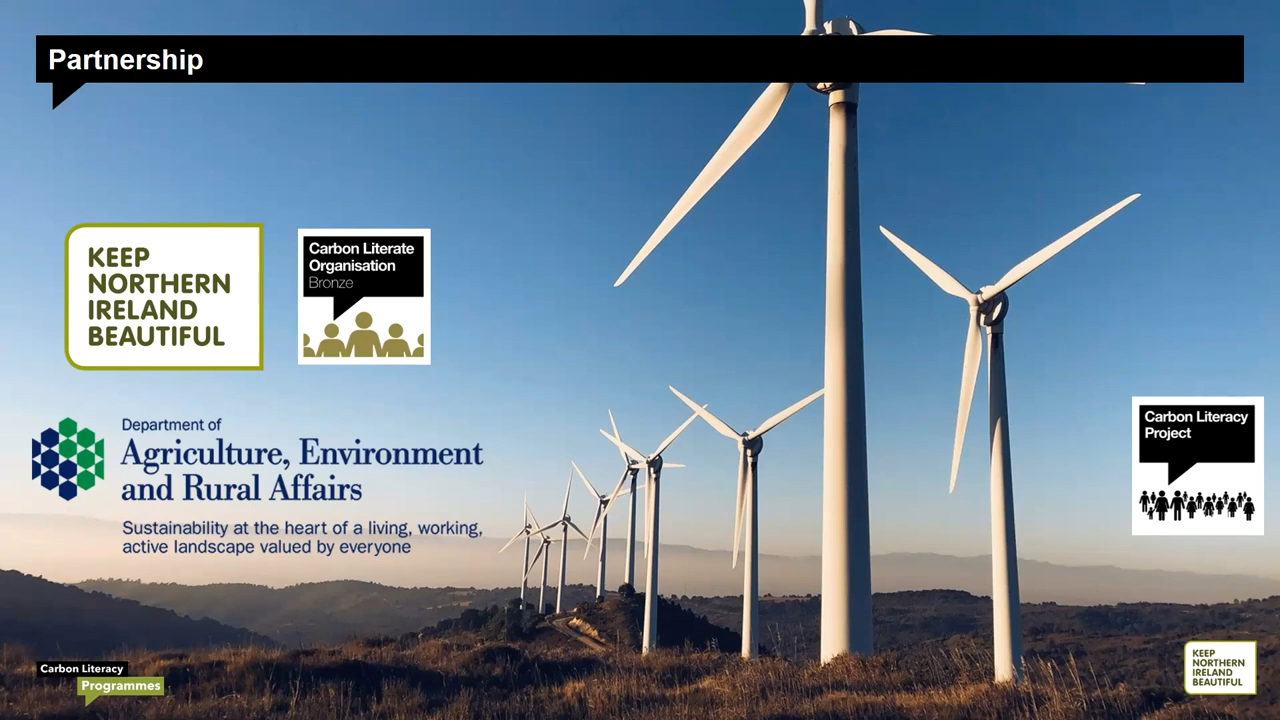 Partnership
KEEP
NORTHERN
IRELAND
BEAUTIFUL
Carbon Literate
Organisation
Bronze
Department of
Agriculture, Environment
and Rural Affairs
Sustainability at the heart of a living, working,
active landscape valued by everyone
Carbon Literacy
Project
Carbon Literacy
Programmes
KEEP
NORTHERN
IRELAND
BEAUTIFUL